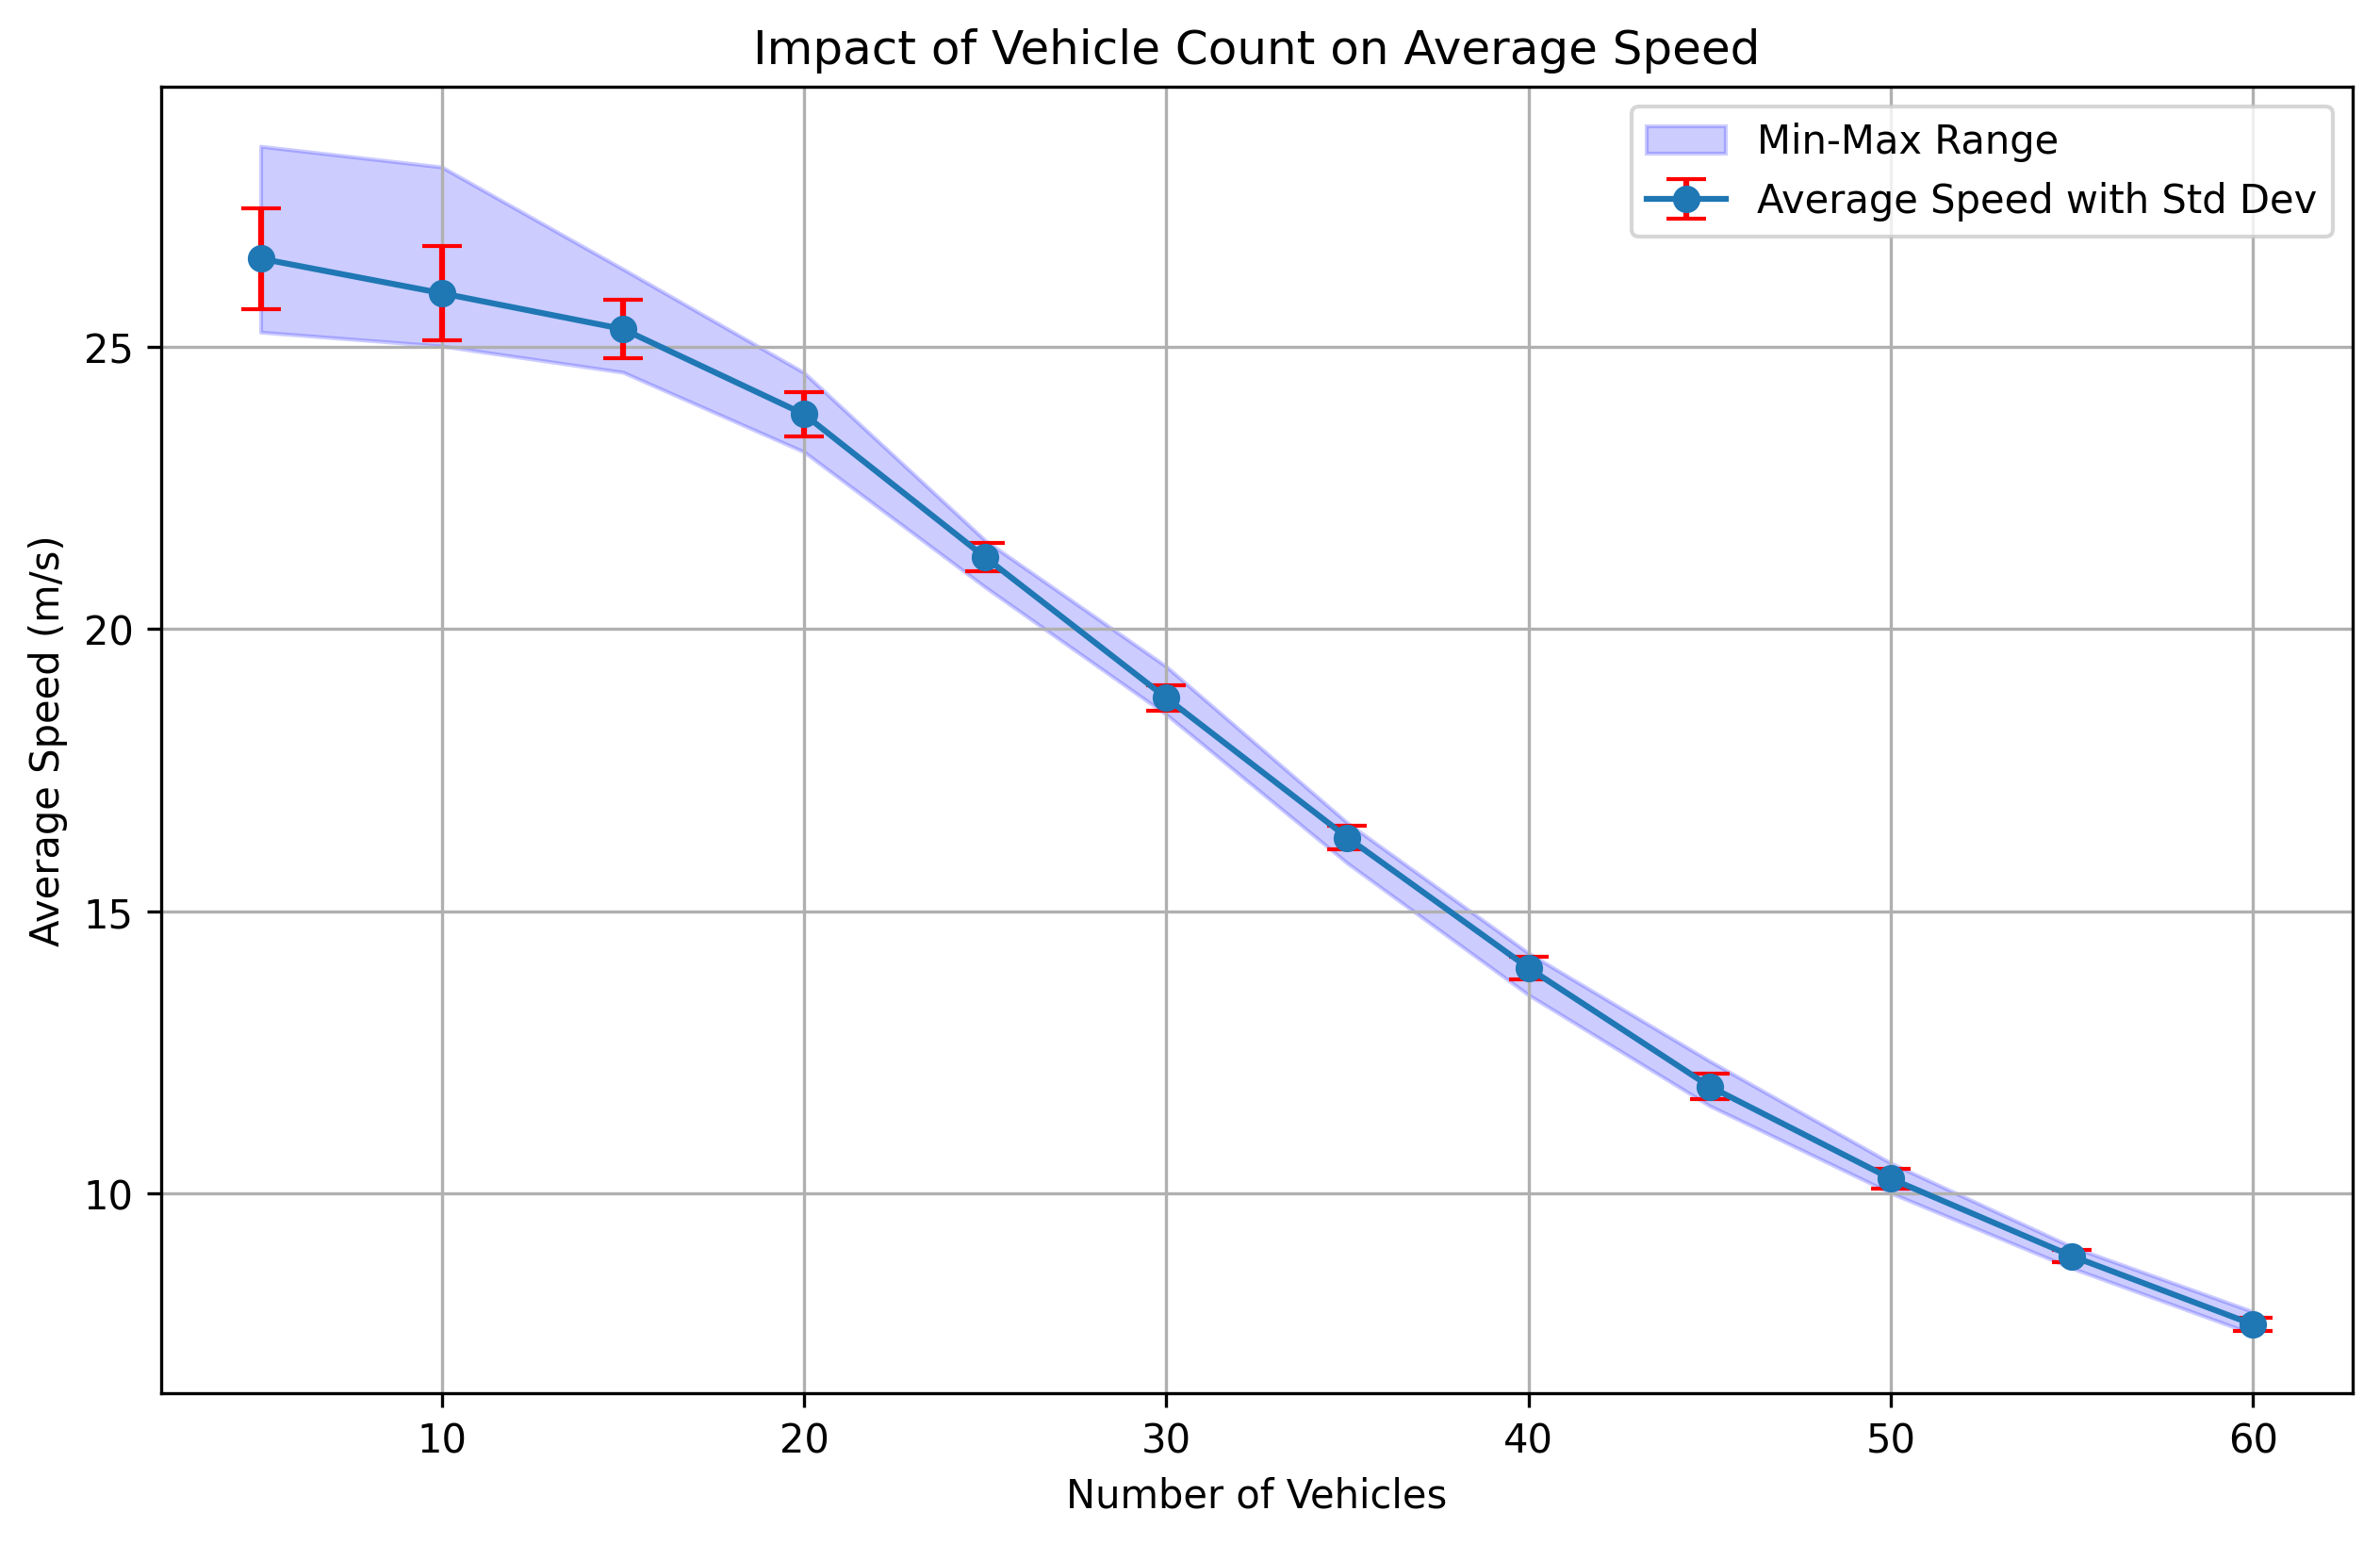 Impact of Vehicle Count on Average Speed
Min-Max Range
Average Speed with Std Dev
Average Speed (m/s)
25
20
15
10
10 20 30 40 50 60
Number of Vehicles